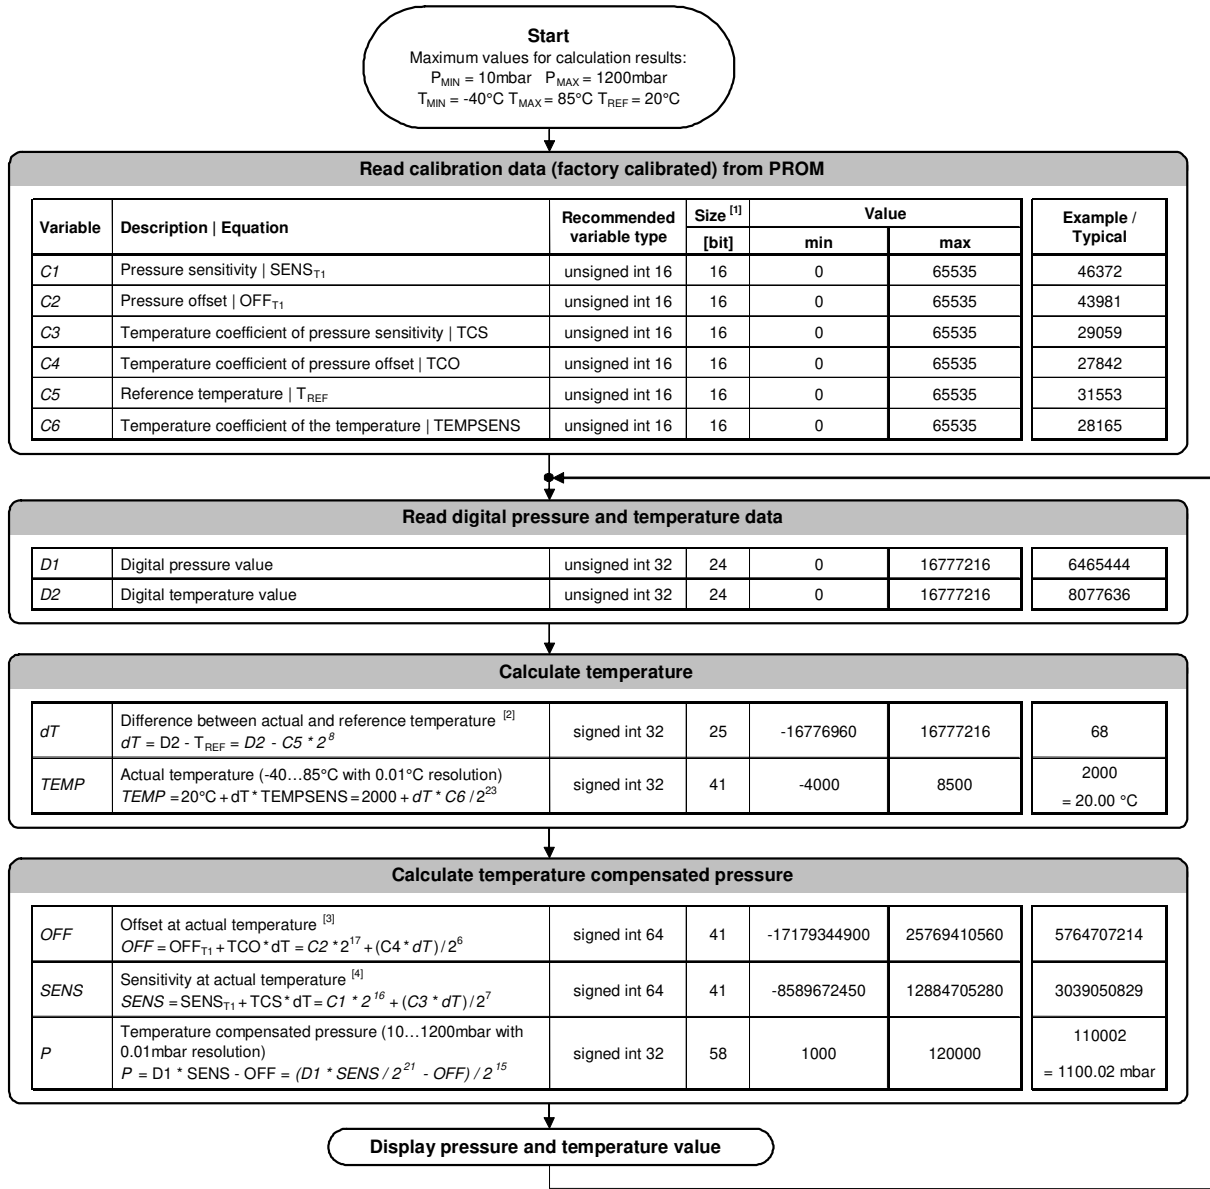 Start
Maximum values for calculation results:
P_MIN = 10mbar P_MAX = 1200mbar
T_MIN = -40°C T_MAX = 85°C T_REF = 20°C
Read calibration data (factory calibrated) from PROM
Variable Description | Equation Recommended variable type Size [1] [bit] Value min max Example / Typical
C1 Pressure sensitivity | SENS_T1 unsigned int 16 16 0 65535 46372
C2 Pressure offset | OFF_T1 unsigned int 16 16 0 65535 43981
C3 Temperature coefficient of pressure sensitivity | TCS unsigned int 16 16 0 65535 29059
C4 Temperature coefficient of pressure offset | TCO unsigned int 16 16 0 65535 27842
C5 Reference temperature | T_REF unsigned int 16 16 0 65535 31553
C6 Temperature coefficient of the temperature | TEMPSENS unsigned int 16 16 0 65535 28165
Read digital pressure and temperature data
D1 Digital pressure value unsigned int 32 24 0 16777216 6465444
D2 Digital temperature value unsigned int 32 24 0 16777216 8077636
Calculate temperature
dT Difference between actual and reference temperature [2]
dT = D2 - T_REF = D2 - C5 * 2^8 signed int 32 25 -16776960 16777216 68
TEMP Actual temperature (-40…85°C with 0.01°C resolution)
TEMP = 20°C + dT * TEMPSENS = 2000 + dT * C6 / 2^23 signed int 32 41 -4000 8500 2000
= 20.00 °C
Calculate temperature compensated pressure
OFF Offset at actual temperature [3]
OFF = OFF_T1 + TCO * dT = C2 * 2^17 + (C4 * dT) / 2^6 signed int 64 41 -17179344900 25769410560 5764707214
SENS Sensitivity at actual temperature [4]
SENS = SENS_T1 + TCS * dT = C1 * 2^16 + (C3 * dT) / 2^7 signed int 64 41 -8589672450 12884705280 3039050829
P Temperature compensated pressure (10…1200mbar with
0.01mbar resolution)
P = D1 * SENS - OFF = (D1 * SENS / 2^21 - OFF) / 2^15 signed int 32 58 1000 120000 110002
= 1100.02 mbar
Display pressure and temperature value